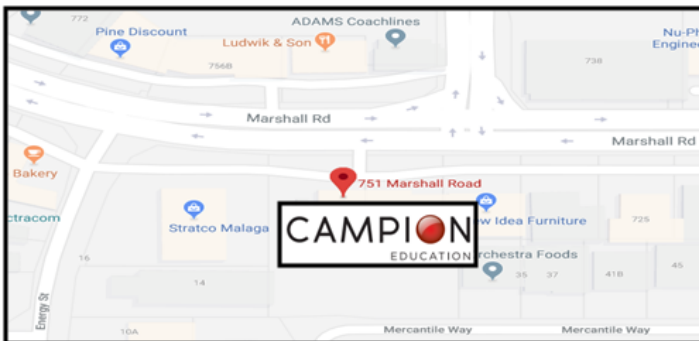 772
ADAMS Coachlines
Pine Discount
Ludwik & Son
Nu-Ph
Engine
756B
738
Marshall Rd
Marshall Rd
Bakery
751 Marshall Road
ctracom
Stratco Malaga
CAMPION
EDUCATION
ew Idea Furniture
725
rchestra Foods
16
14
35
37
41B
45
Energy St
10A
Mercantile Way
Mercantile Way